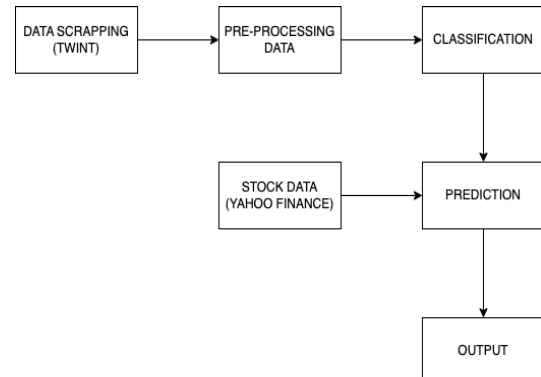 DATA SCRAPPING
(TWINT)
PRE-PROCESSING
DATA
CLASSIFICATION
STOCK DATA
(YAHOO FINANCE)
PREDICTION
OUTPUT